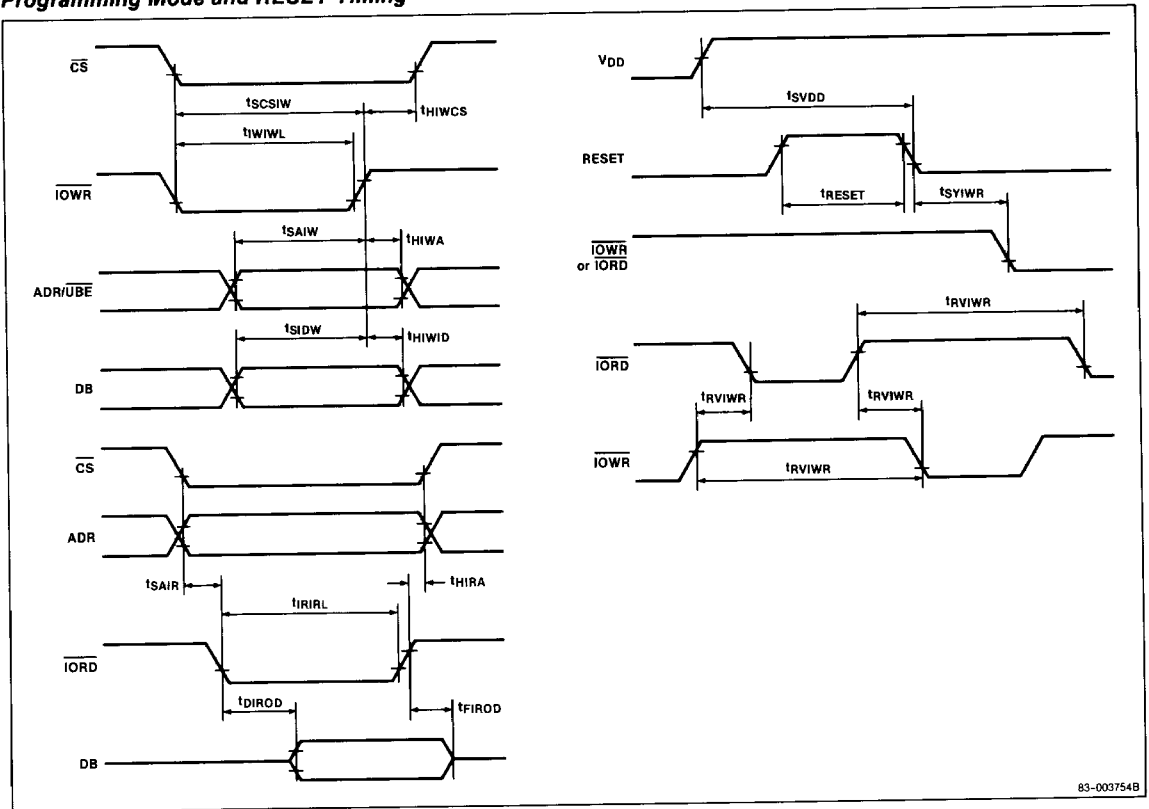 Programming Mode and RESET Timing
CS
tSCSIW
tHIWCS
tIWIWL
IOWR
tSAIW
tHIWA
ADR/UBE
tSIDW
tHIWID
DB
CS
ADR
tSAIR
tHIRA
tIRIRL
IORD
tDIROD
tFIROD
DB
VDD
tSVDD
RESET
tRESET
tSYIWR
IOWR
or IORD
tRVIWR
IORD
tRVIWR
tRVIWR
IOWR
tRVIWR
83-003754B